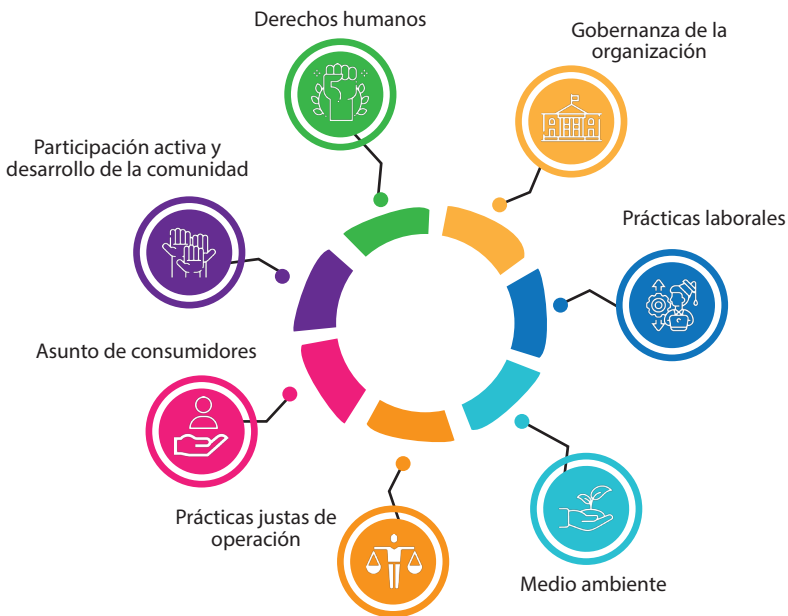 Derechos humanos
Gobernanza de la
organización
Participación activa y
desarrollo de la comunidad
Prácticas laborales
Asunto de consumidores
Prácticas justas de
operación
Medio ambiente